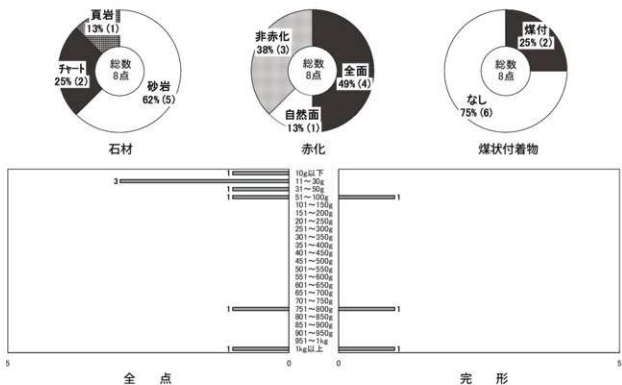 頁岩
13%(1)
チャート
25%(2)
総数
8点
砂岩
62%(5)
石材
非赤化
38%(3)
総数
8点
全面
49%(4)
自然面
13%(1)
赤化
煤付
25%(2)
総数
8点
なし
75%(6)
煤状付着物
1 10g以下
3 11～30g
1 31～50g
1 51～100g 1
101～150g
151～200g
201～250g
251～300g
301～350g
351～400g
401～450g
451～500g
501～550g
551～600g
601～650g
651～700g
701～750g
1 751～800g 1
801～850g
851～900g
901～950g
951～1kg
1 1kg以上 1
5 0 0 5
全 点 完 形